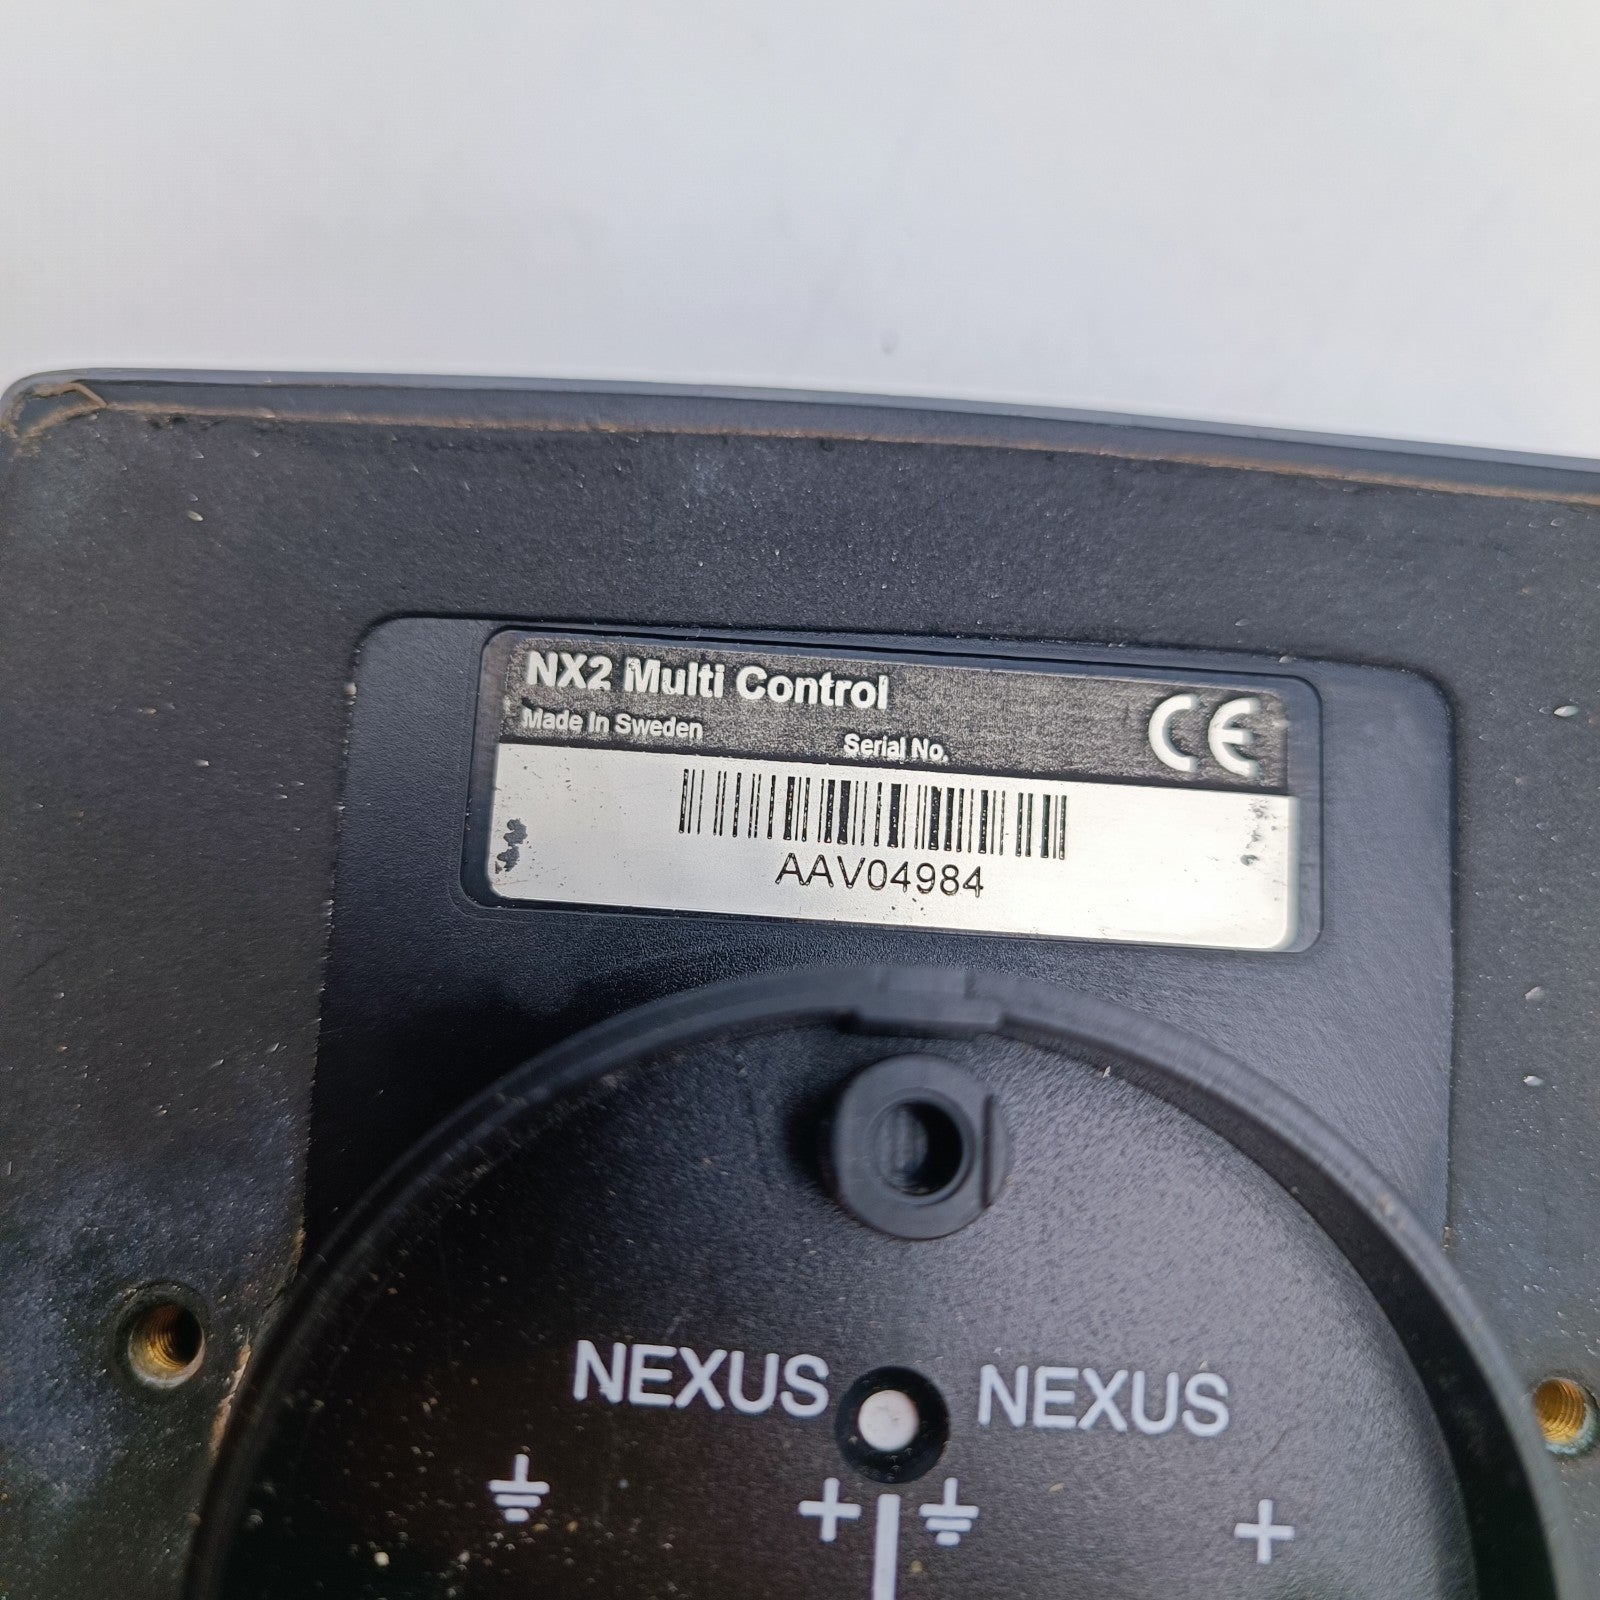 NX2 Multi Control
Made In Sweden
Serial No.
CE
AAV04984
NEXUS NEXUS
+ +